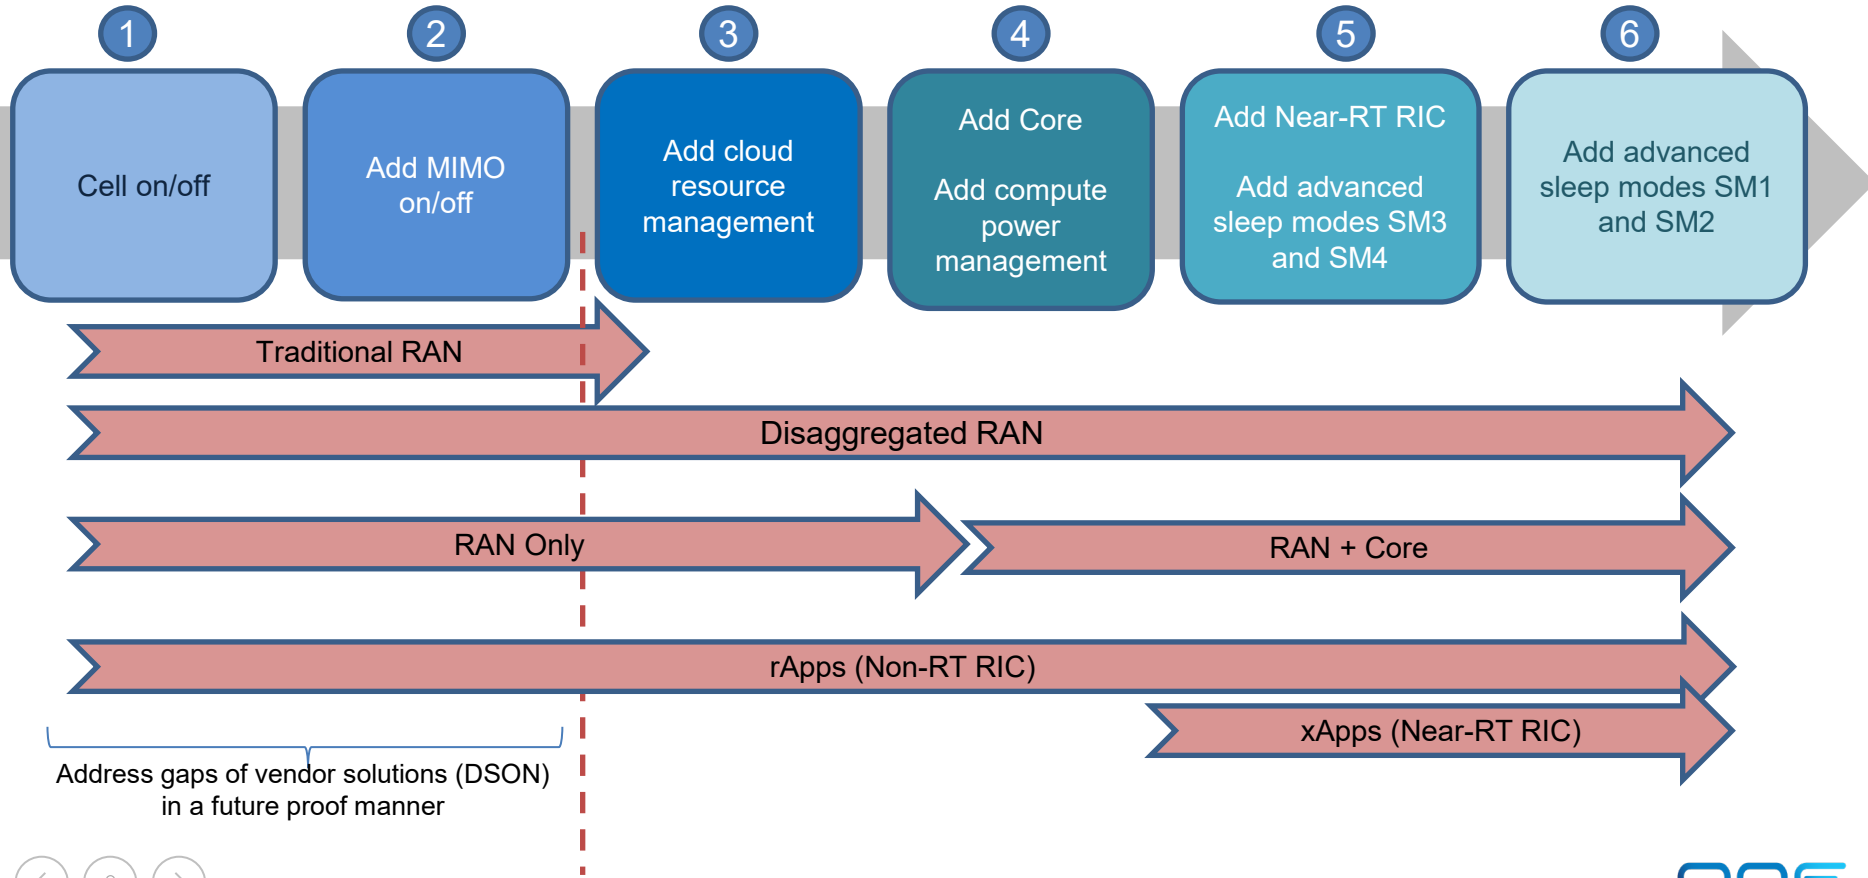 1
2
3
4
5
6
Cell on/off
Add MIMO
on/off
Add cloud
resource
management
Add Core
Add compute
power
management
Add Near-RT RIC
Add advanced
sleep modes SM3
and SM4
Add advanced
sleep modes SM1
and SM2
Traditional RAN
Disaggregated RAN
RAN Only
RAN + Core
rApps (Non-RT RIC)
xApps (Near-RT RIC)
Address gaps of vendor solutions (DSON)
in a future proof manner